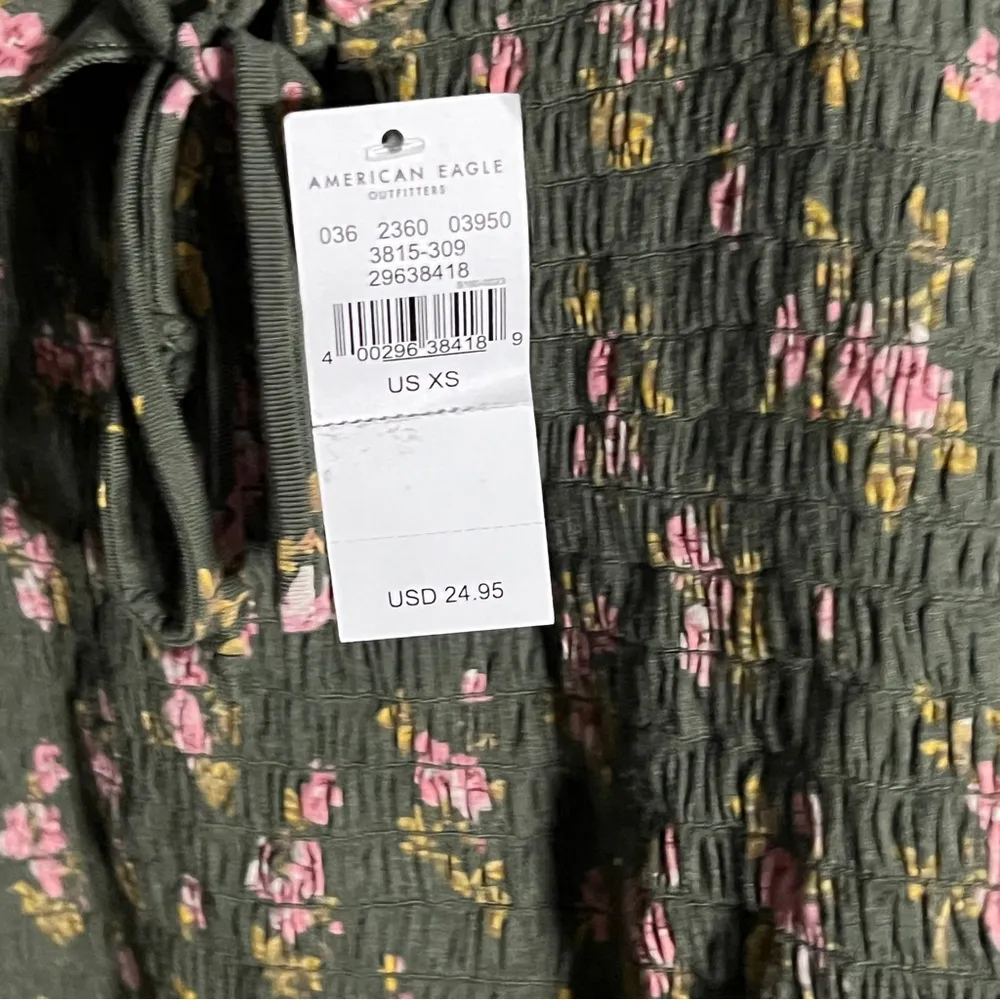 AMERICAN EAGLE
OUTFITTERS
036 2360 03950
3815-309
29638418
4 00296 38418 9
US XS
USD 24.95